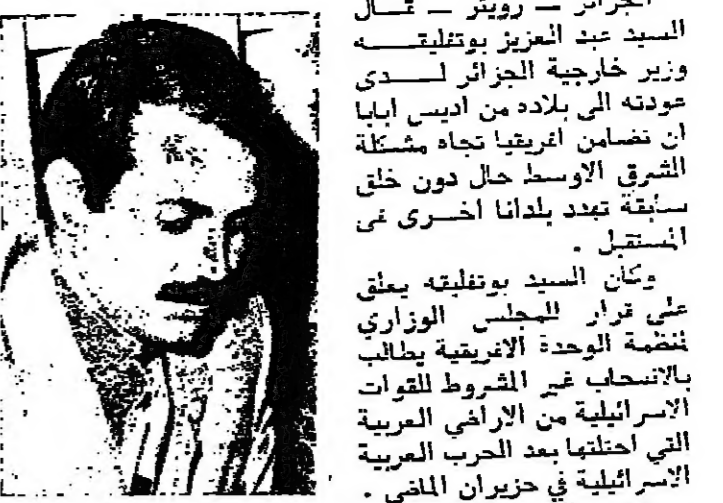 الجزائر — رويتر — قال
السيد عبد العزيز بوتفليقه
وزير خارجية الجزائر لدى
عودته الى بلاده من اديس ابابا
ان تضامن افريقيا تجاه مشكلة
الشرق الاوسط حال دون خلق
سابقة تهدد بلدانا اخرى في
المستقبل .
وكان السيد بوتفليقه يعلق
على قرار للمجلس الوزاري
لمنظمة الوحدة الافريقية يطالب
بالانسحاب غير المشروط للقوات
الاسرائيلية من الاراضي العربية
التي احتلتها بعد الحرب العربية
الاسرائيلية في حزيران الماضي .